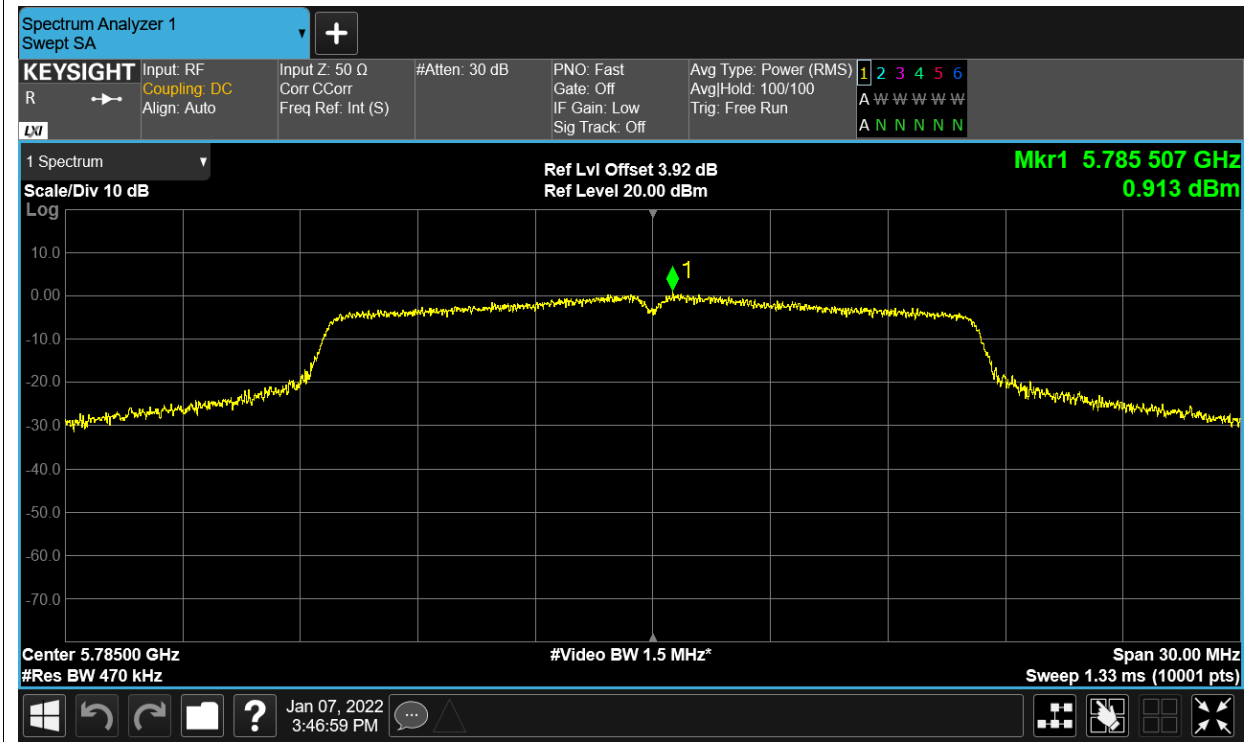 Spectrum Analyzer 1
Swept SA
KEYSIGHT
R
LXI
Input: RF
Coupling: DC
Align: Auto
Input Z: 50 Ω
Corr CCorr
Freq Ref: Int (S)
#Atten: 30 dB
PNO: Fast
Gate: Off
IF Gain: Low
Sig Track: Off
Avg Type: Power (RMS)
Avg|Hold: 100/100
Trig: Free Run
1 2 3 4 5 6
A W W W W W
A N N N N N
1 Spectrum
Scale/Div 10 dB
Log
Ref Lvl Offset 3.92 dB
Ref Level 20.00 dBm
Mkr1 5.785 507 GHz
0.913 dBm
10.0
0.00
-10.0
-20.0
-30.0
-40.0
-50.0
-60.0
-70.0
1
Center 5.78500 GHz
#Res BW 470 kHz
#Video BW 1.5 MHz*
Span 30.00 MHz
Sweep 1.33 ms (10001 pts)
?
Jan 07, 2022
3:46:59 PM